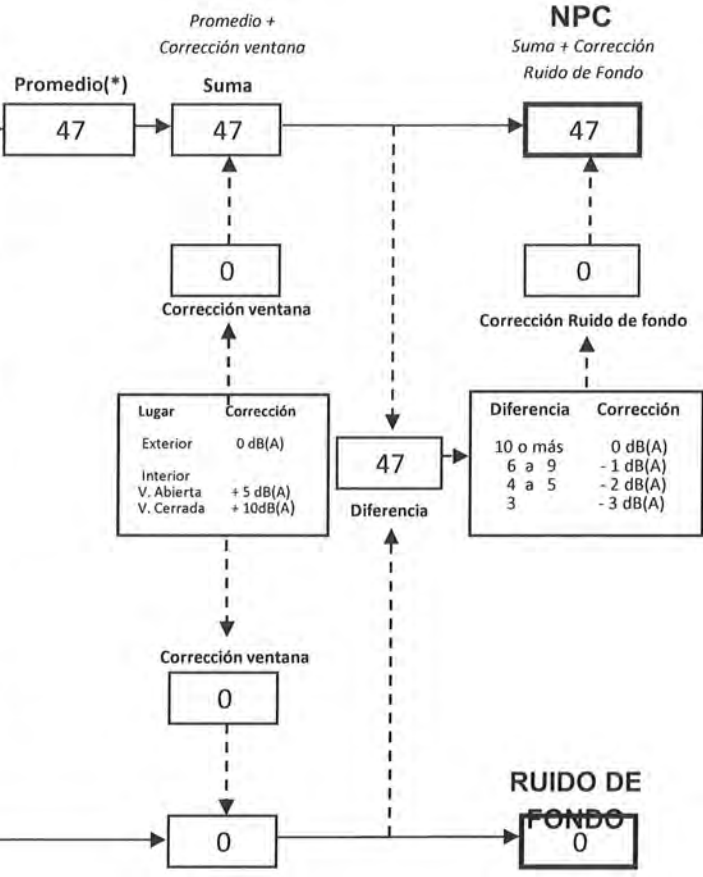 Promedio +
Corrección ventana
NPC
Suma + Corrección
Ruido de Fondo
Promedio(*)
Suma
47
47
47
0
Corrección ventana
0
Corrección Ruido de fondo
Lugar Corrección
Exterior 0 dB(A)
Interior
V. Abierta + 5 dB(A)
V. Cerrada + 10dB(A)
47
Diferencia
Diferencia Corrección
10 o más 0 dB(A)
6 a 9 - 1 dB(A)
4 a 5 - 2 dB(A)
3 - 3 dB(A)
Corrección ventana
0
0
RUIDO DE
FONDO
0